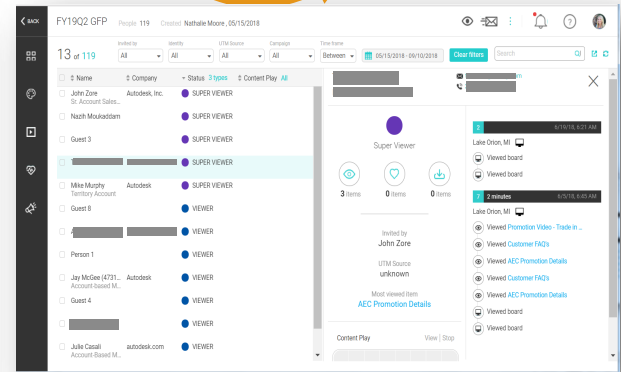 BACK
FY19Q2 GFP People 119 Created Nathalie Moore , 05/15/2018
13 of 119
Invited by Identity UTM Source Campaign Time frame
All All All All Between 05/15/2018 - 09/10/2018 Clear filters Search
Name Company Status 3 types Content Play All
John Zore Autodesk, Inc. SUPER VIEWER
Sr. Account Sales...
Nazih Moukaddam SUPER VIEWER
Guest 3 SUPER VIEWER
SUPER VIEWER
Mike Murphy Autodesk SUPER VIEWER
Territory Account
Guest 8 VIEWER
VIEWER
Person 1 VIEWER
Jay McGee (4731... Autodesk VIEWER
Account-based M...
Guest 4 VIEWER
VIEWER
Julie Casali autodesk.com VIEWER
Account-Based M...
Super Viewer
3 items 0 items 0 items
Invited by
John Zore
UTM Source
unknown
Most viewed item
AEC Promotion Details
Content Play View | Stop
2 6/19/18, 6:21 AM
Lake Orion, MI
Viewed board
Viewed board
7 2 minutes 6/5/18, 6:45 AM
Lake Orion, MI
Viewed Promotion Video - Trade in ...
Viewed Customer FAQ's
Viewed AEC Promotion Details
Viewed Customer FAQ's
Viewed AEC Promotion Details
Viewed board
Viewed board